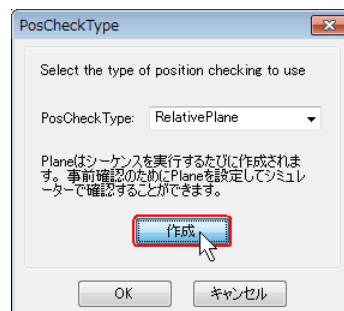 PosCheckType
Select the type of position checking to use
PosCheckType: RelativePlane
Planeはシーケンスを実行するたびに作成されま
す。事前確認のためにPlaneを設定してシミュレ
ーターで確認することができます。
作成
OK キャンセル